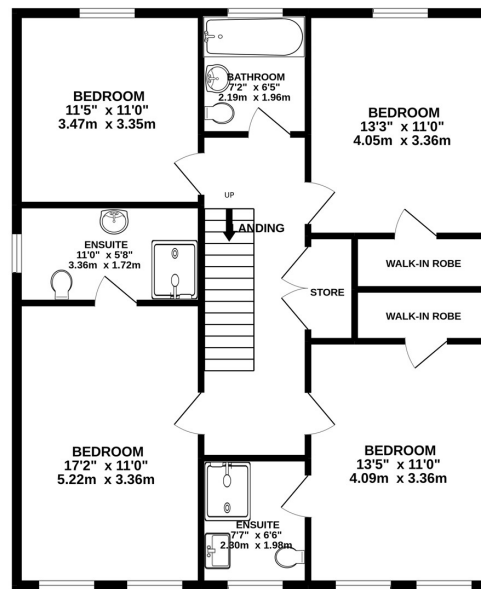 BATHROOM
7'2" x 6'5"
2.19m x 1.96m
BEDROOM
11'5" x 11'0"
3.47m x 3.35m
BEDROOM
13'3" x 11'0"
4.05m x 3.36m
UP
LANDING
ENSUITE
11'0" x 5'8"
3.36m x 1.72m
WALK-IN ROBE
STORE
WALK-IN ROBE
BEDROOM
17'2" x 11'0"
5.22m x 3.36m
BEDROOM
13'5" x 11'0"
4.09m x 3.36m
ENSUITE
7'7" x 6'6"
2.30m x 1.98m